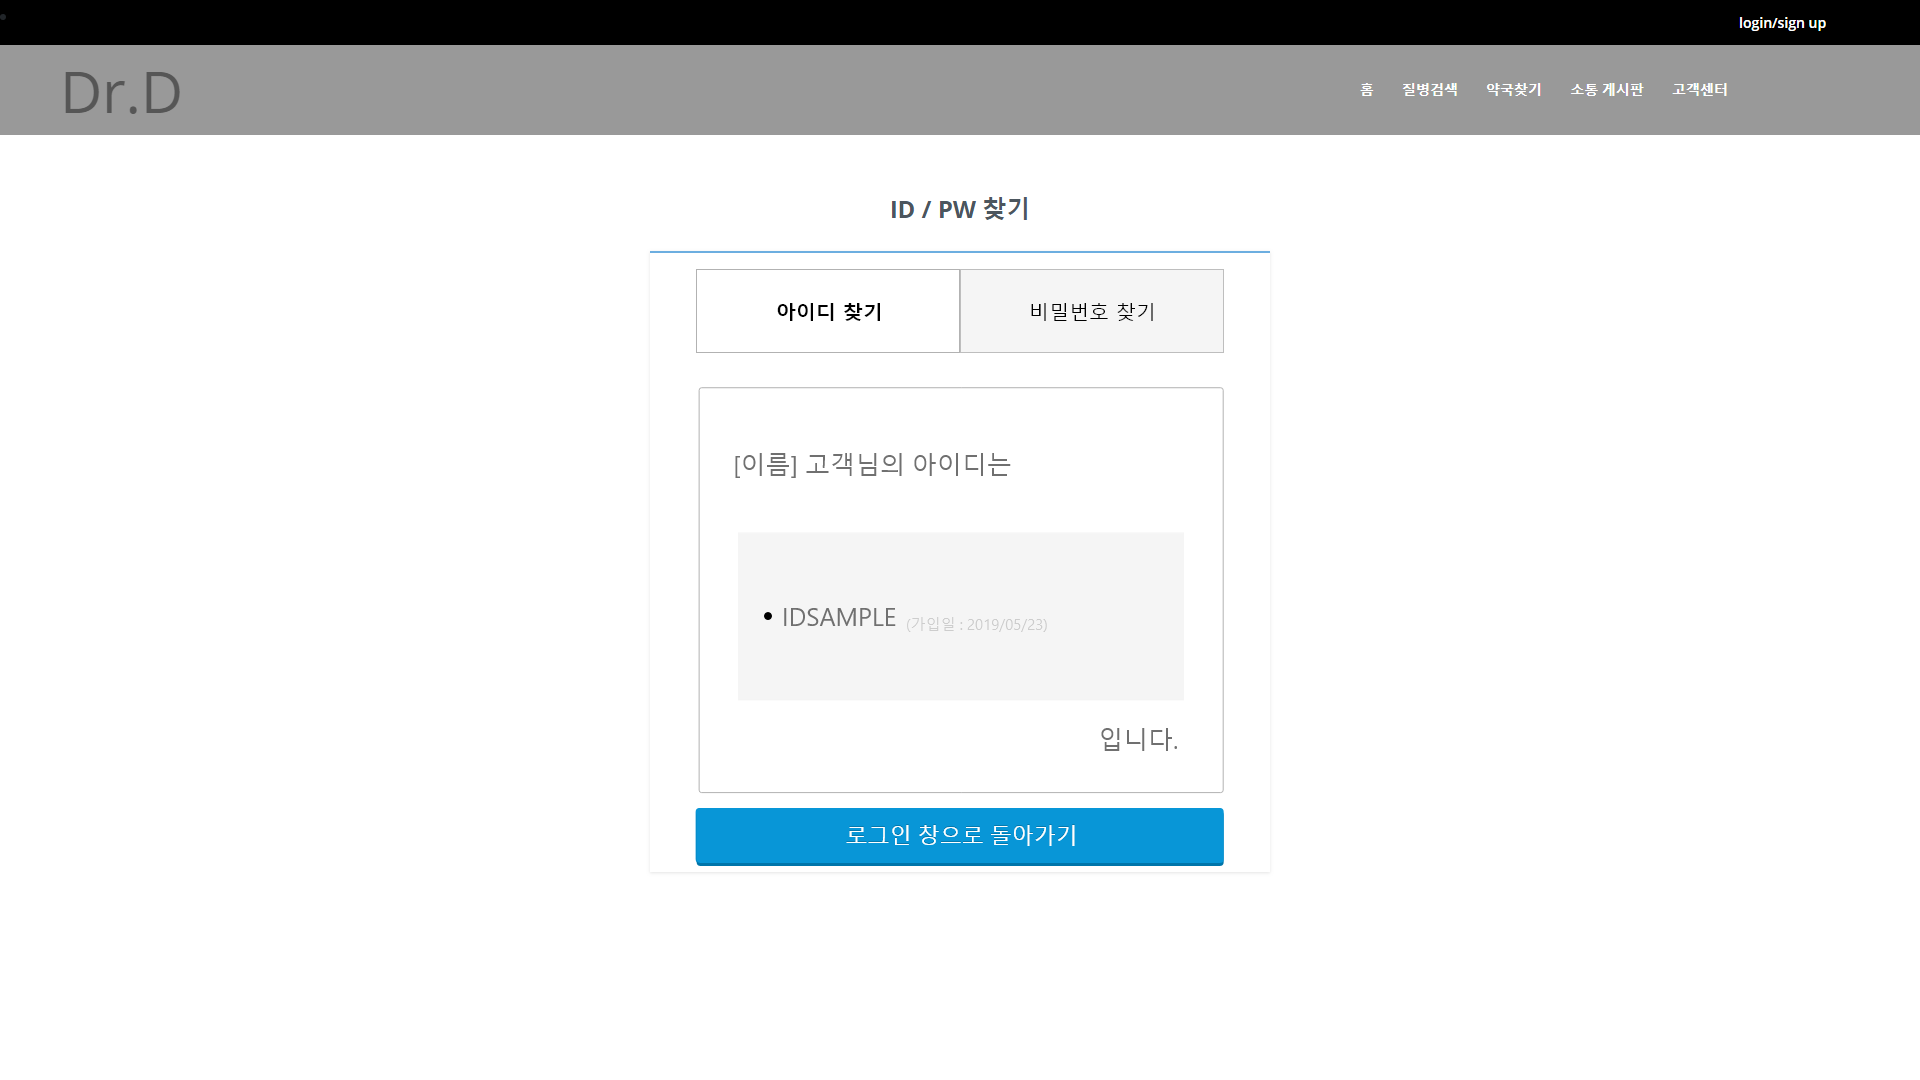 login/sign up
Dr.D
홈 질병검색 약국찾기 소통 게시판 고객센터
ID / PW 찾기
아이디 찾기 비밀번호 찾기
[이름] 고객님의 아이디는
• IDSAMPLE (가입일 : 2019/05/23)
입니다.
로그인 창으로 돌아가기